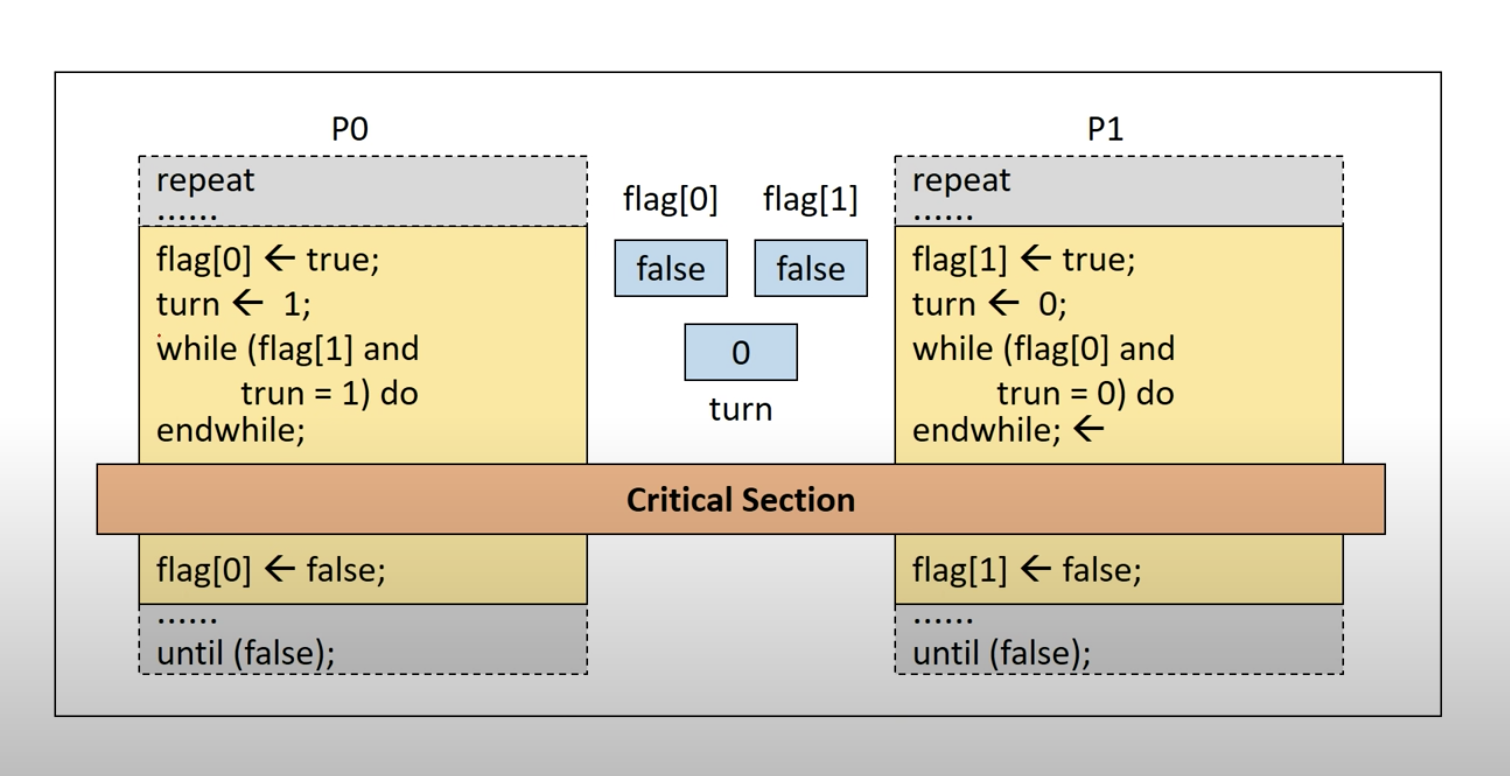 P0
repeat
......
flag[0] ← true;
turn ← 1;
while (flag[1] and
trun = 1) do
endwhile;
flag[0] flag[1]
false false
0
turn
P1
repeat
......
flag[1] ← true;
turn ← 0;
while (flag[0] and
trun = 0) do
endwhile; ←
Critical Section
flag[0] ← false;
......
until (false);
flag[1] ← false;
......
until (false);